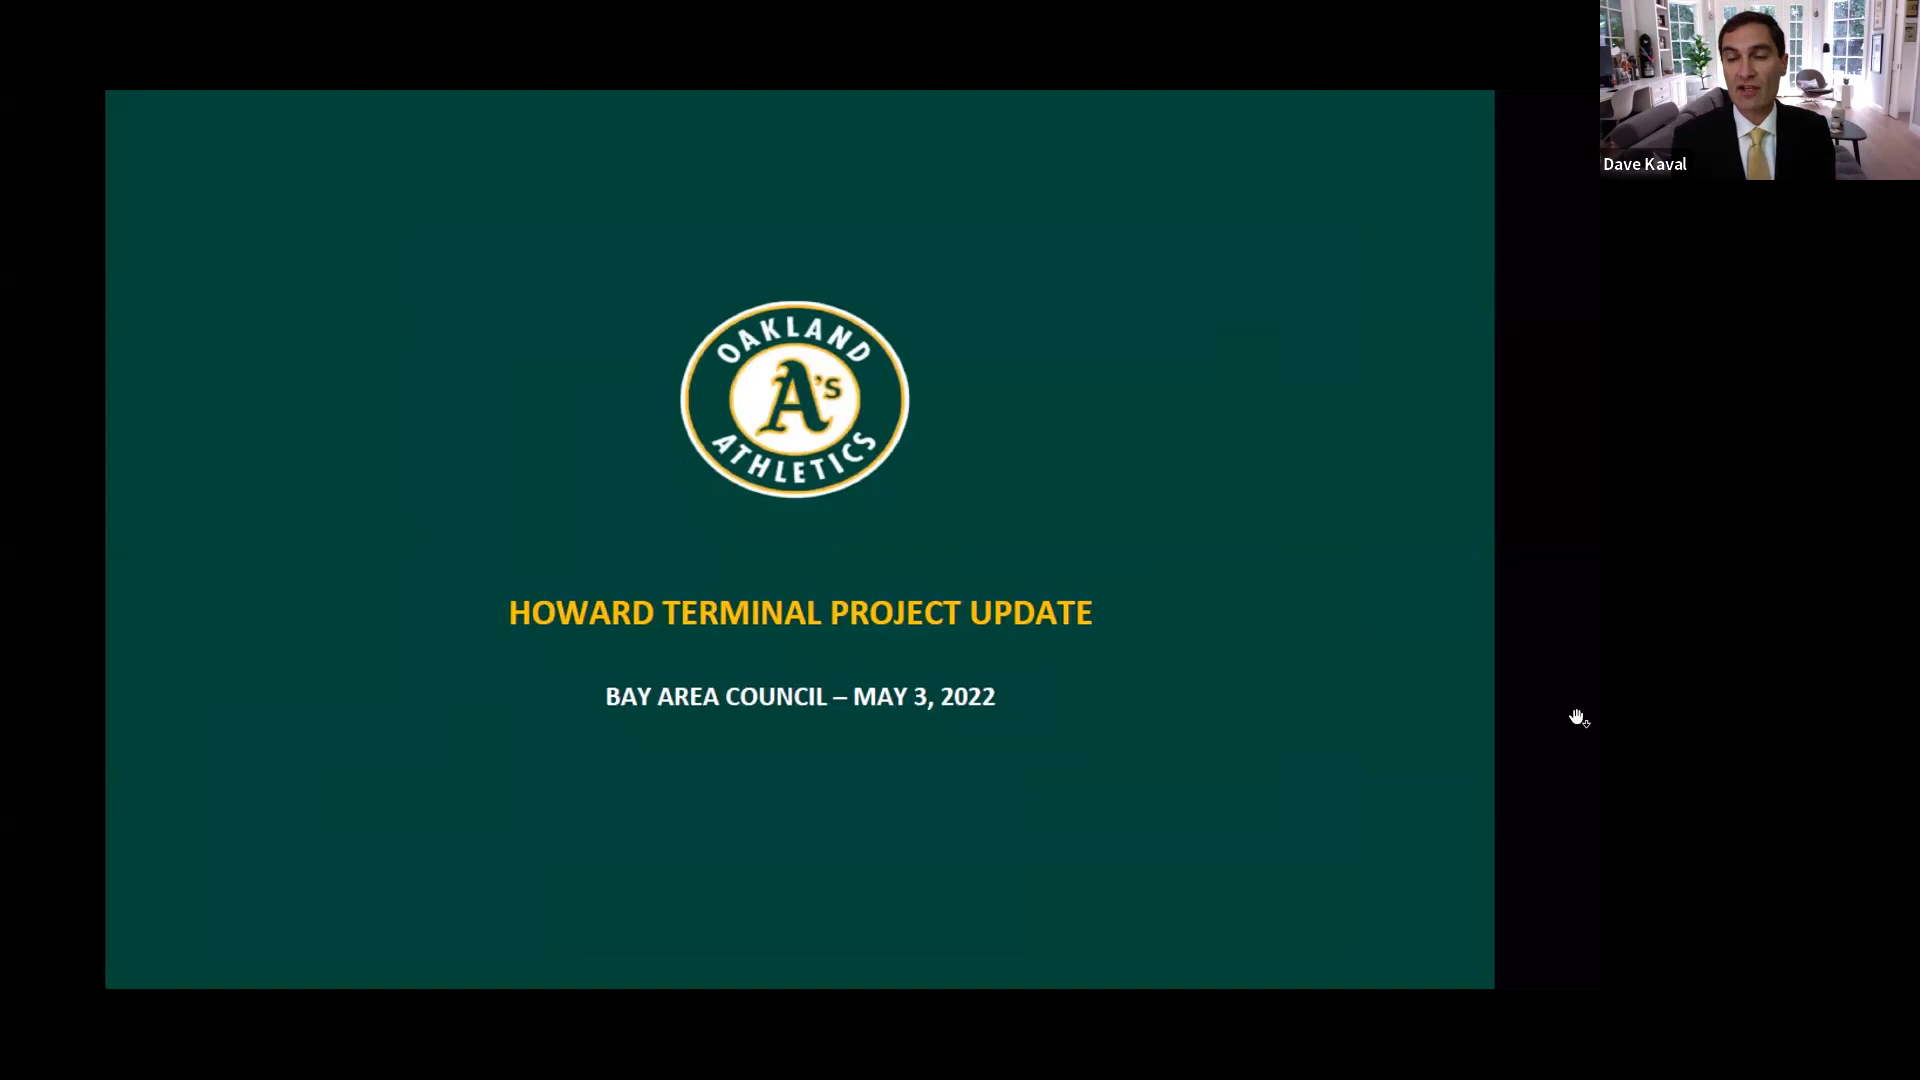 OAKLAND
A's
ATHLETICS
HOWARD TERMINAL PROJECT UPDATE
BAY AREA COUNCIL – MAY 3, 2022
Dave Kaval